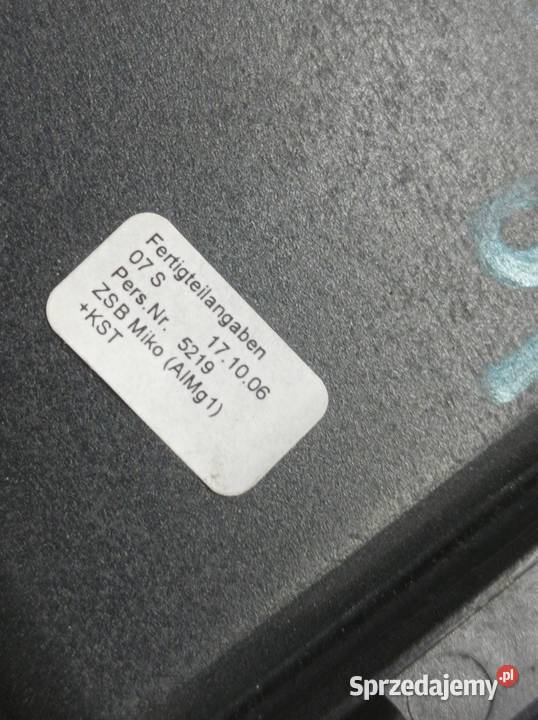 Fertigteilangaben
07 S 17.10.06
Pers.Nr. 5219
ZSB Miko (AlMg1)
+KST
Sprzedajemy.pl